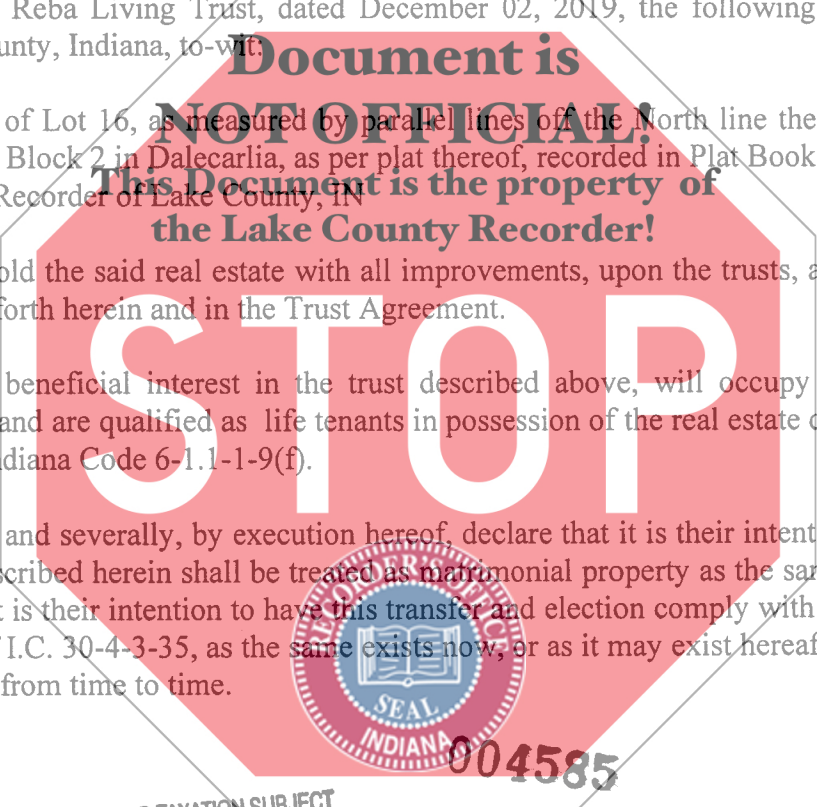 Reba Living Trust, dated December 02, 2019, the following
unty, Indiana, to-wit:
Document is
of Lot 16, as measured by parallel lines off the North line the
NOT OFFICIAL!
Block 2 in Dalecarlia, as per plat thereof, recorded in Plat Book
This Document is the property of
Recorder of Lake County, IN
the Lake County Recorder!
old the said real estate with all improvements, upon the trusts, a
forth herein and in the Trust Agreement.
STOP
beneficial interest in the trust described above, will occupy
and are qualified as life tenants in possession of the real estate
ndiana Code 6-1.1-1-9(f).
and severally, by execution hereof, declare that it is their intent
scribed herein shall be treated as matrimonial property as the sar
t is their intention to have this transfer and election comply with
I.C. 30-4-3-35, as the same exists now, or as it may exist hereaf
from time to time.
RECORDER'S OFFICE
SEAL
INDIANA
004585
TAXATION SUBJECT